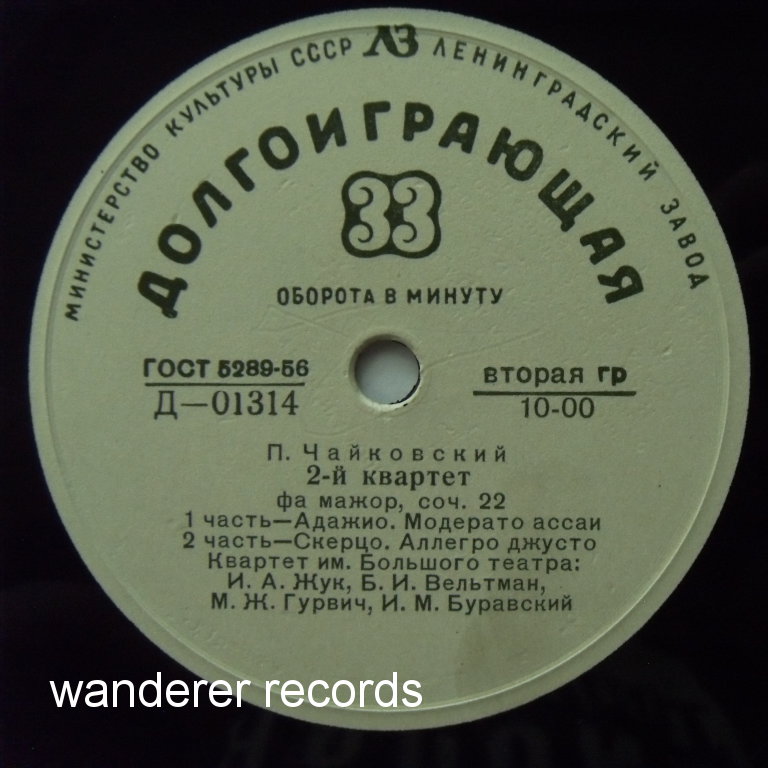 МИНИСТЕРСТВО КУЛЬТУРЫ СССР ЛЗ ЛЕНИНГРАДСКИЙ ЗАВОД
ДОЛГОИГРАЮЩАЯ
33
ОБОРОТА В МИНУТУ
ГОСТ 5289-56
Д—01314
вторая гр
10-00
П. Чайковский
2-й квартет
фа мажор, соч. 22
1 часть—Адажио. Модерато ассаи
2 часть—Скерцо. Аллегро джусто
Квартет им. Большого театра:
И. А. Жук, Б. И. Вельтман,
М. Ж. Гурвич, И. М. Буравский
wanderer records